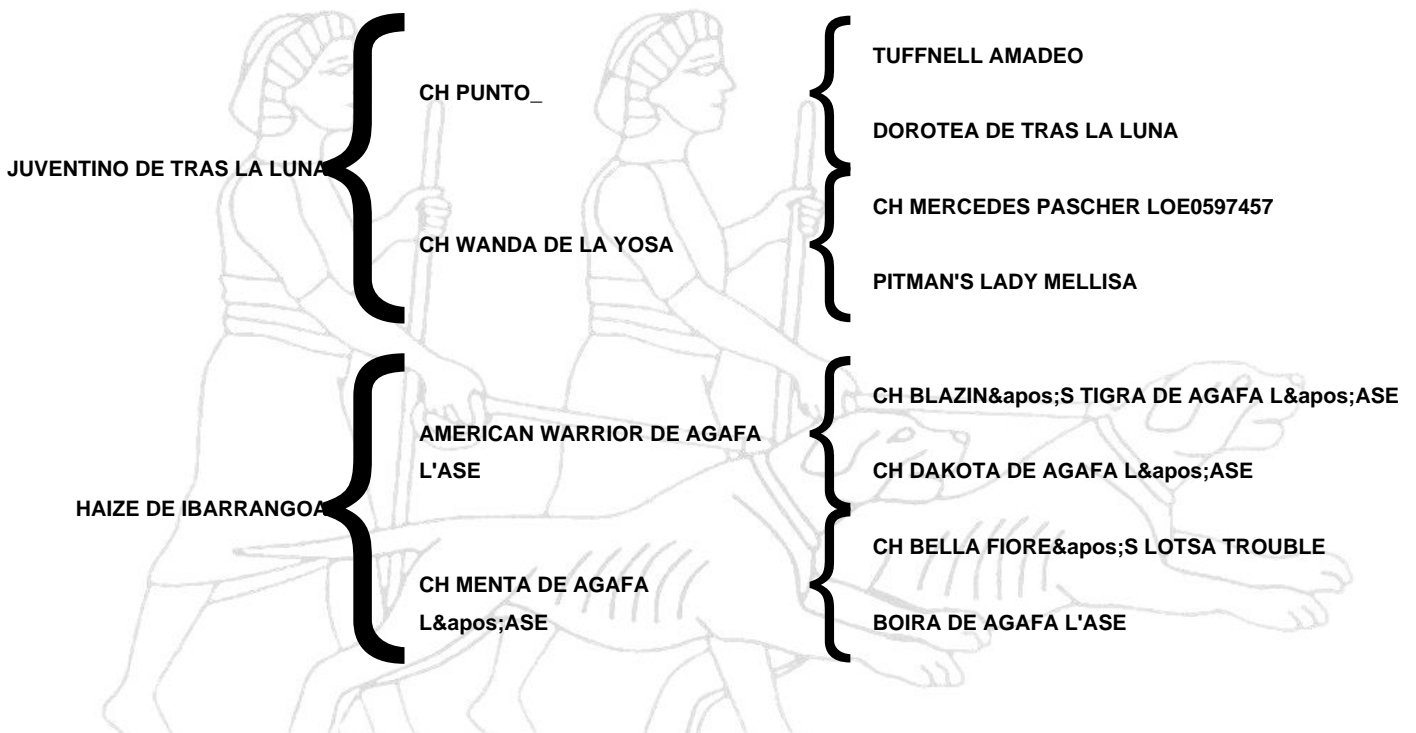 TUFFNELL AMADEO
CH PUNTO_
DOROTEA DE TRAS LA LUNA
JUVENTINO DE TRAS LA LUNA
CH MERCEDES PASCHER LOE0597457
CH WANDA DE LA YOSA
PITMAN'S LADY MELLISA
CH BLAZIN&apos;S TIGRA DE AGAFA L&apos;ASE
AMERICAN WARRIOR DE AGAFA
L'ASE
CH DAKOTA DE AGAFA L&apos;ASE
HAIZE DE IBARRANGOA
CH BELLA FIORE&apos;S LOTSA TROUBLE
CH MENTA DE AGAFA
L&apos;ASE
BOIRA DE AGAFA L'ASE